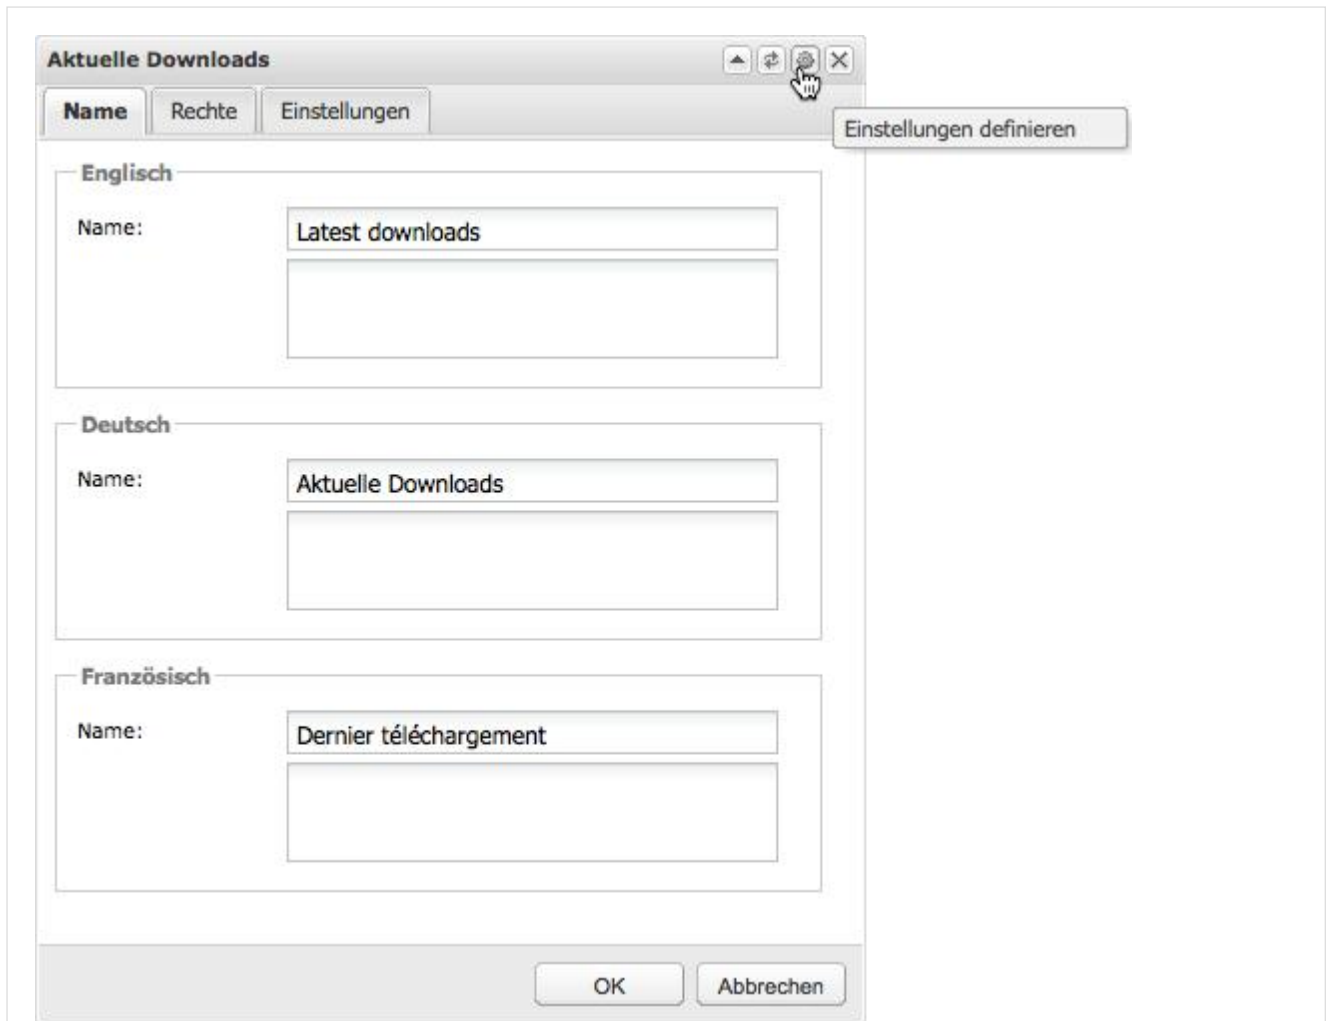 Aktuelle Downloads
Name Rechte Einstellungen
Einstellungen definieren
Englisch
Name: Latest downloads
Deutsch
Name: Aktuelle Downloads
Französisch
Name: Dernier téléchargement
OK Abbrechen